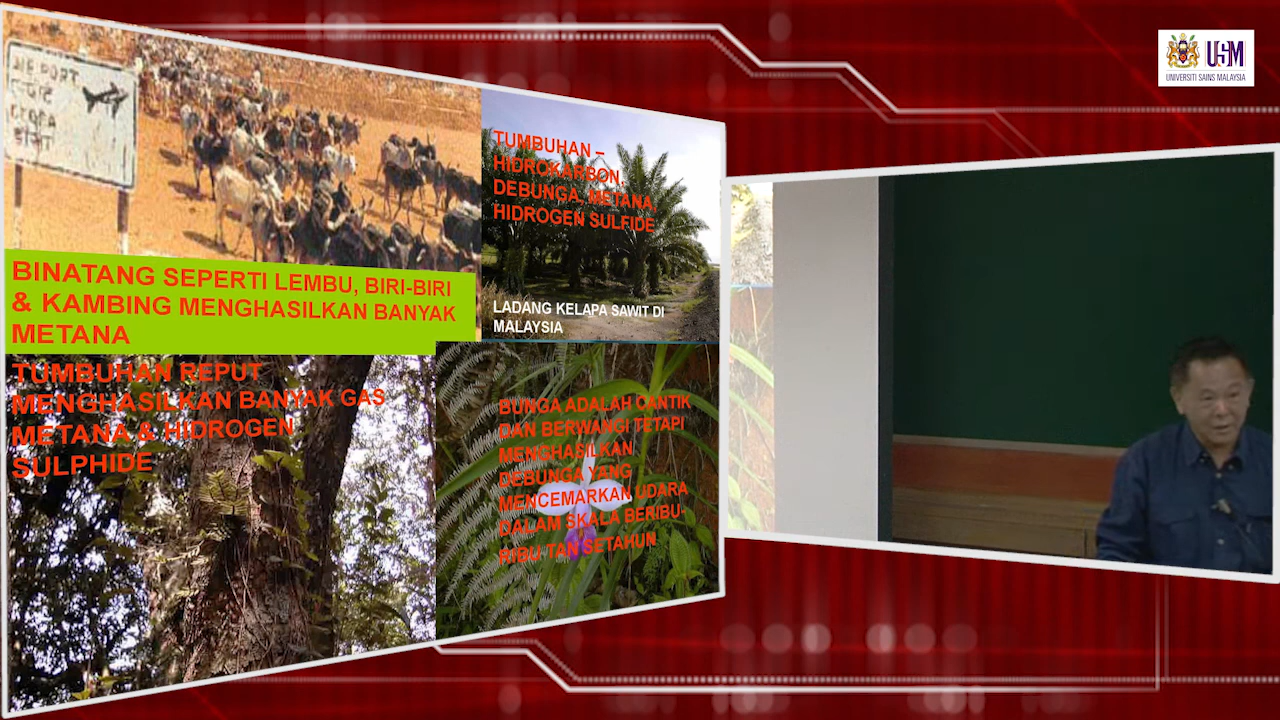 USM
UNIVERSITI SAINS MALAYSIA
TUMBUHAN –
HIDROKARBON,
DEBUNGA, METANA,
HIDROGEN SULFIDE
BINATANG SEPERTI LEMBU, BIRI-BIRI
& KAMBING MENGHASILKAN BANYAK
METANA
LADANG KELAPA SAWIT DI
MALAYSIA
TUMBUHAN REPUT
MENGHASILKAN BANYAK GAS
METANA & HIDROGEN
SULPHIDE
BUNGA ADALAH CANTIK
DAN BERWANGI TETAPI
MENGHASILKAN
DEBUNGA YANG
MENCEMARKAN UDARA
DALAM SKALA BERIBU-
RIBU TAN SETAHUN